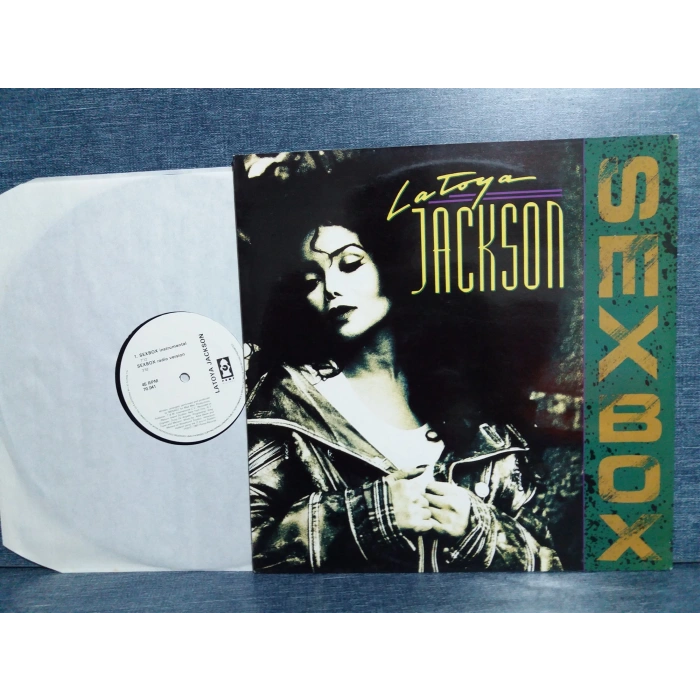 LaToya
JACKSON
SEXBOX
1. SEXBOX instrumental
SEXBOX radio version
45 RPM
LATOYA JACKSON